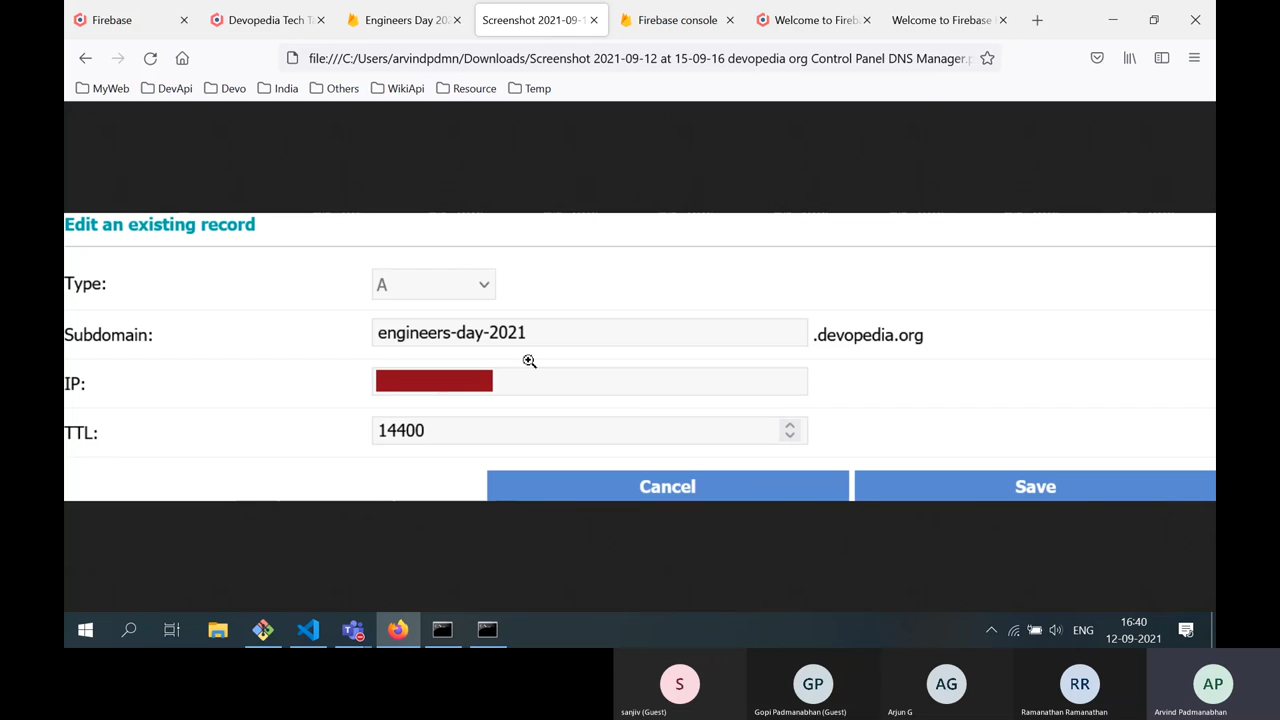 Firebase
Devopedia Tech T
Engineers Day 20
Screenshot 2021-09-1
Firebase console
Welcome to Fireb
Welcome to Firebase
file:///C:/Users/arvindpdmn/Downloads/Screenshot 2021-09-12 at 15-09-16 devopedia org Control Panel DNS Manager.p
MyWeb DevApi Devo India Others WikiApi Resource Temp
Edit an existing record
Type: A
Subdomain: engineers-day-2021 .devopedia.org
IP:
TTL: 14400
Cancel Save
ENG
16:40
12-09-2021
S GP AG RR AP
sanjiv (Guest) Gopi Padmanabhan (Guest) Arjun G Ramanathan Ramanathan Arvind Padmanabhan